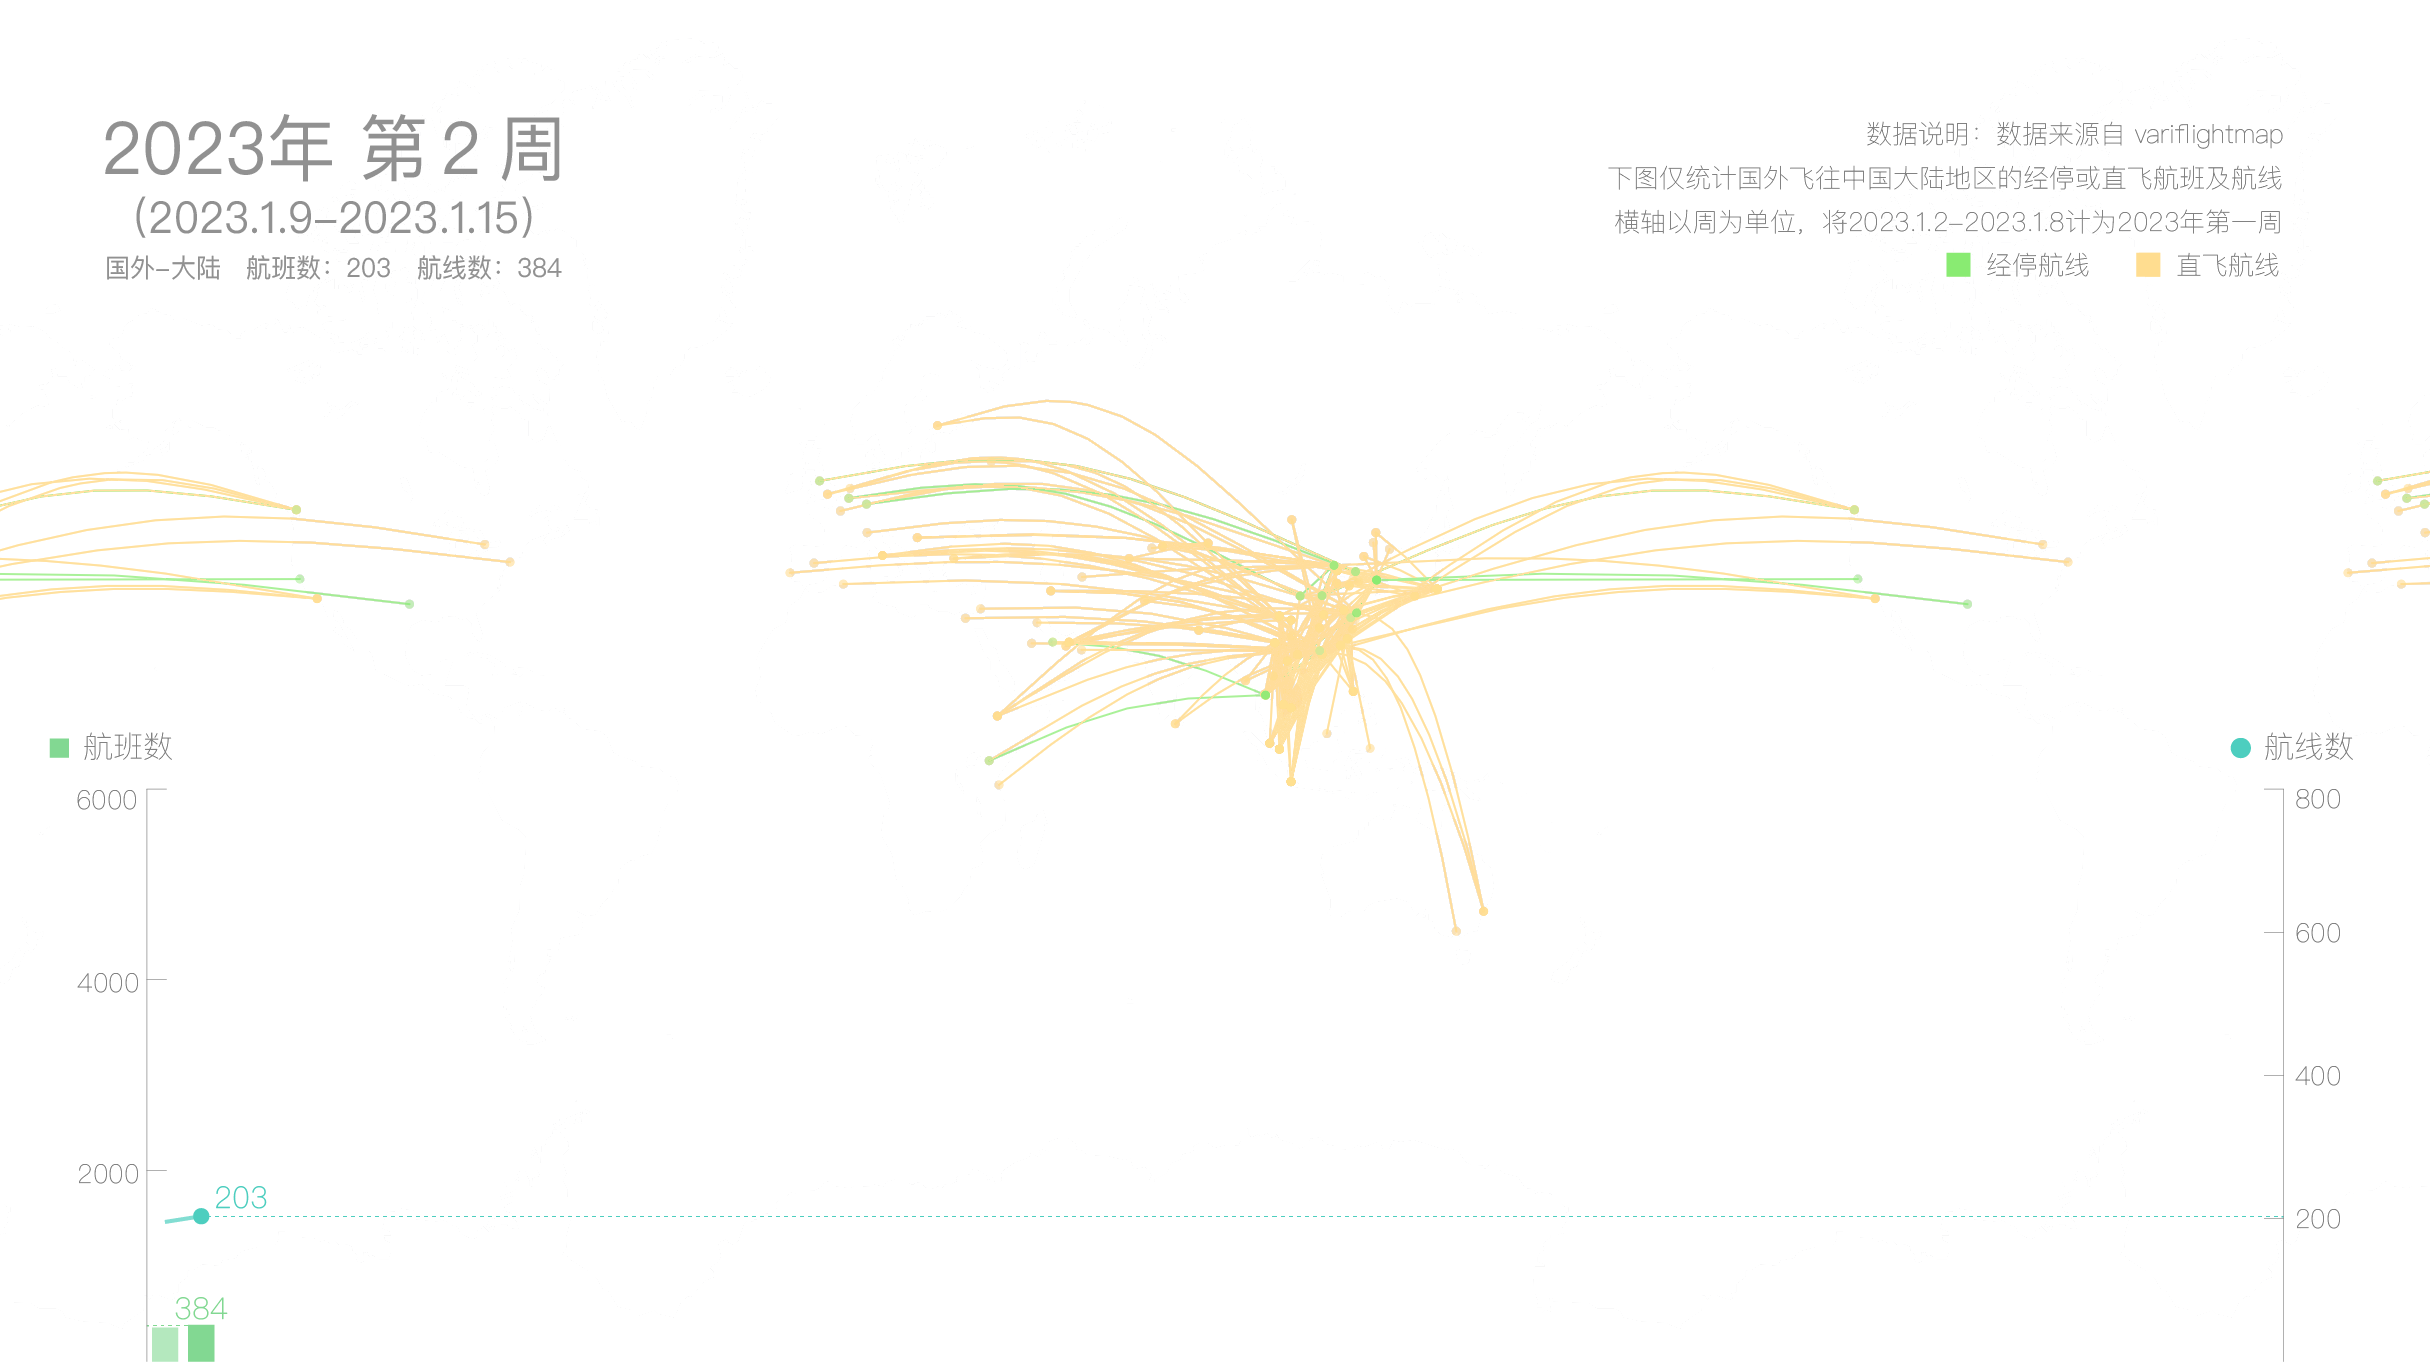 2023年 第 2 周
(2023.1.9–2023.1.15)
国外–大陆 航班数：203 航线数：384
数据说明：数据来源自 variflightmap
下图仅统计国外飞往中国大陆地区的经停或直飞航班及航线
横轴以周为单位，将2023.1.2–2023.1.8计为2023年第一周
经停航线 直飞航线
航班数
航线数
6000
4000
2000
800
600
400
200
203
384